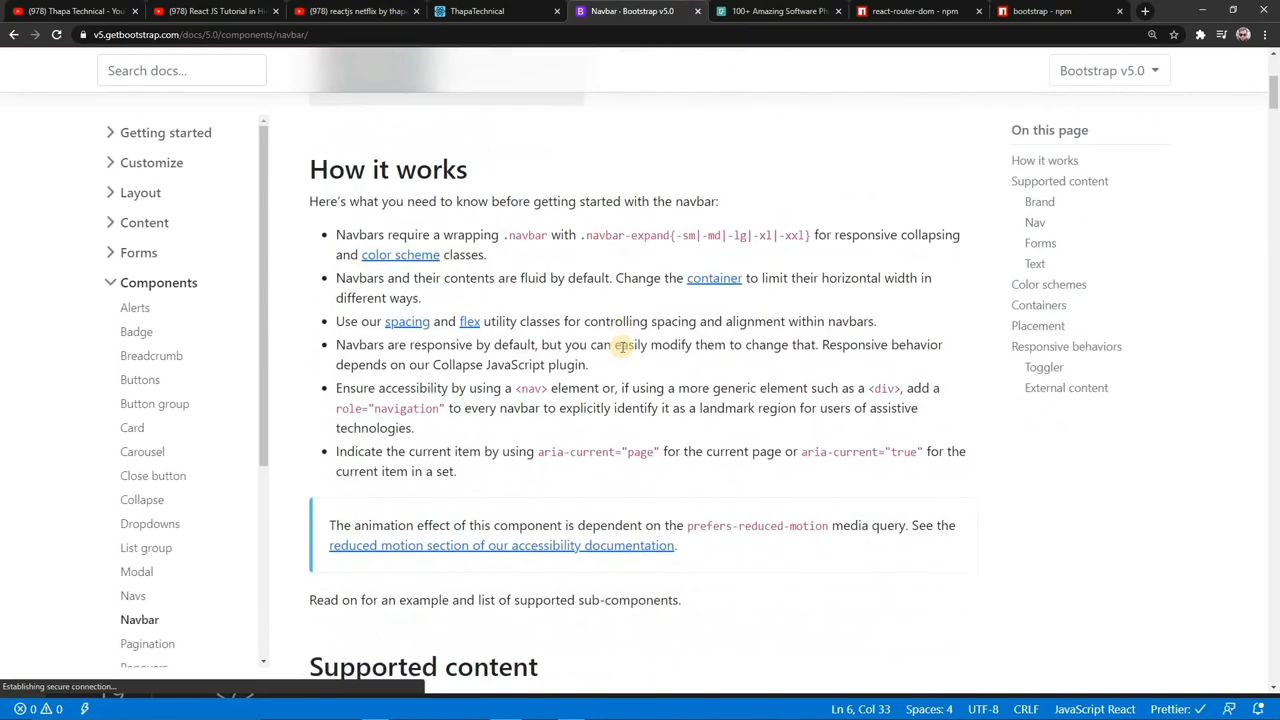 (978) Thapa Technical - You
(978) React JS Tutorial in Hi
(978) reactjs netflix by thapa
ThapaTechnical
Navbar · Bootstrap v5.0
100+ Amazing Software Ph
react-router-dom - npm
bootstrap - npm
v5.getbootstrap.com/docs/5.0/components/navbar/
Search docs...
Bootstrap v5.0
Getting started
Customize
Layout
Content
Forms
Components
Alerts
Badge
Breadcrumb
Buttons
Button group
Card
Carousel
Close button
Collapse
Dropdowns
List group
Modal
Navs
Navbar
Pagination
Popovers
How it works
Here's what you need to know before getting started with the navbar:
• Navbars require a wrapping .navbar with .navbar-expand{-sm|-md|-lg|-xl|-xxl} for responsive collapsing
and color scheme classes.
• Navbars and their contents are fluid by default. Change the container to limit their horizontal width in
different ways.
• Use our spacing and flex utility classes for controlling spacing and alignment within navbars.
• Navbars are responsive by default, but you can easily modify them to change that. Responsive behavior
depends on our Collapse JavaScript plugin.
• Ensure accessibility by using a <nav> element or, if using a more generic element such as a <div>, add a
role="navigation" to every navbar to explicitly identify it as a landmark region for users of assistive
technologies.
• Indicate the current item by using aria-current="page" for the current page or aria-current="true" for the
current item in a set.
The animation effect of this component is dependent on the prefers-reduced-motion media query. See the
reduced motion section of our accessibility documentation.
Read on for an example and list of supported sub-components.
Supported content
On this page
How it works
Supported content
Brand
Nav
Forms
Text
Color schemes
Containers
Placement
Responsive behaviors
Toggler
External content
Establishing secure connection...
0 0
Ln 6, Col 33
Spaces: 4
UTF-8
CRLF
JavaScript React
Prettier: ✓